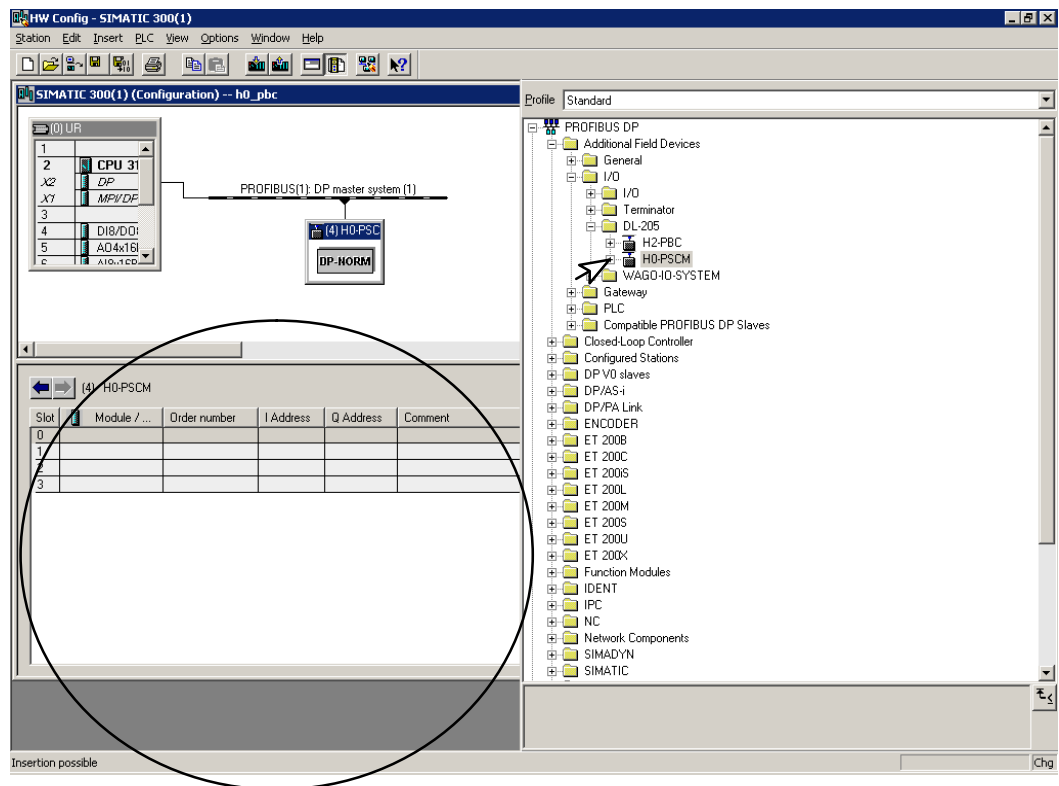 HW Config - SIMATIC 300(1)
Station Edit Insert PLC View Options Window Help
SIMATIC 300(1) (Configuration) -- h0_pbc
(0) UR
1
2 CPU 31
X2 DP
X1 MPI/DP
3
4 DI8/DO
5 AO4x16
PROFIBUS(1): DP master system (1)
(4) H0-PSC
DP-NORM
(4) H0-PSCM
Slot Module / ... Order number I Address Q Address Comment
0
1
2
3
Profile Standard
PROFIBUS DP
Additional Field Devices
General
I/O
I/O
Terminator
DL-205
H2-PBC
H0-PSCM
WAGO-IO-SYSTEM
Gateway
PLC
Compatible PROFIBUS DP Slaves
Closed-Loop Controller
Configured Stations
DP V0 slaves
DP/AS-i
DP/PA Link
ENCODER
ET 200B
ET 200C
ET 200iS
ET 200L
ET 200M
ET 200S
ET 200U
ET 200X
Function Modules
IDENT
IPC
NC
Network Components
SIMADYN
SIMATIC
Insertion possible
Chg